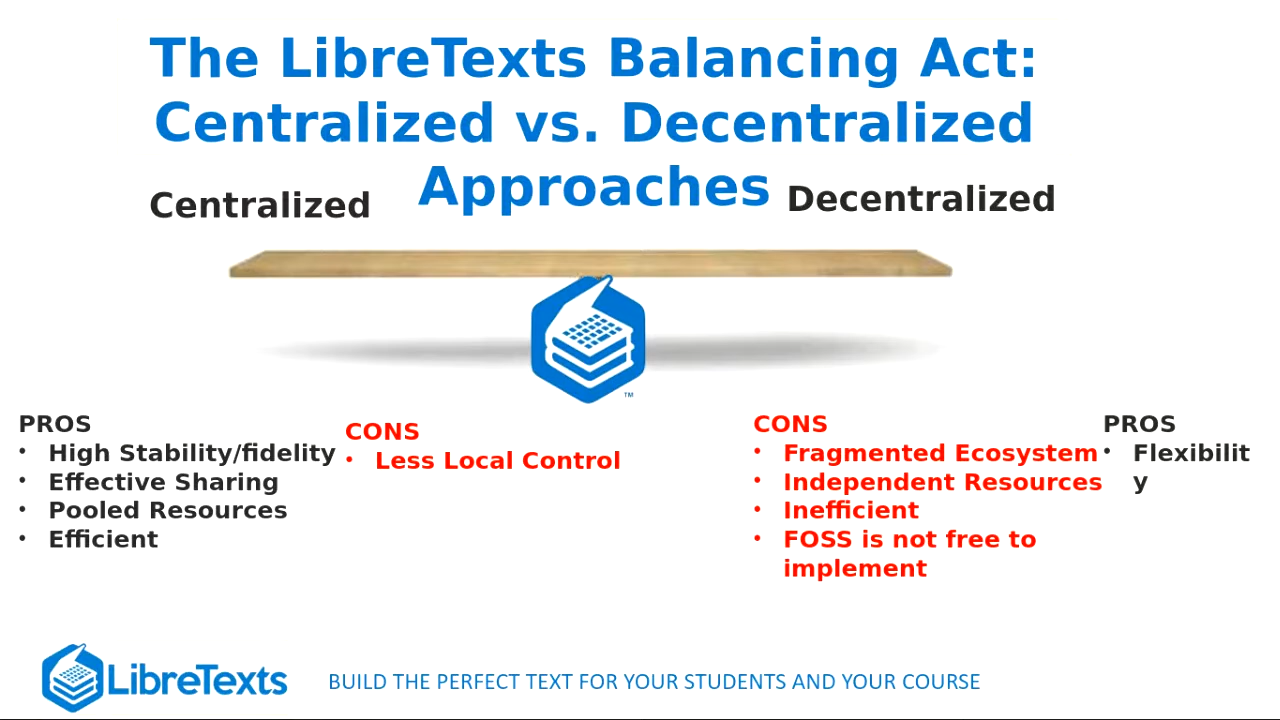 The LibreTexts Balancing Act:
Centralized vs. Decentralized
Approaches
Centralized
Decentralized
PROS
• High Stability/fidelity
• Effective Sharing
• Pooled Resources
• Efficient
CONS
• Less Local Control
CONS
• Fragmented Ecosystem
• Independent Resources
• Inefficient
• FOSS is not free to
implement
PROS
• Flexibilit
y
TM
LibreTexts
BUILD THE PERFECT TEXT FOR YOUR STUDENTS AND YOUR COURSE